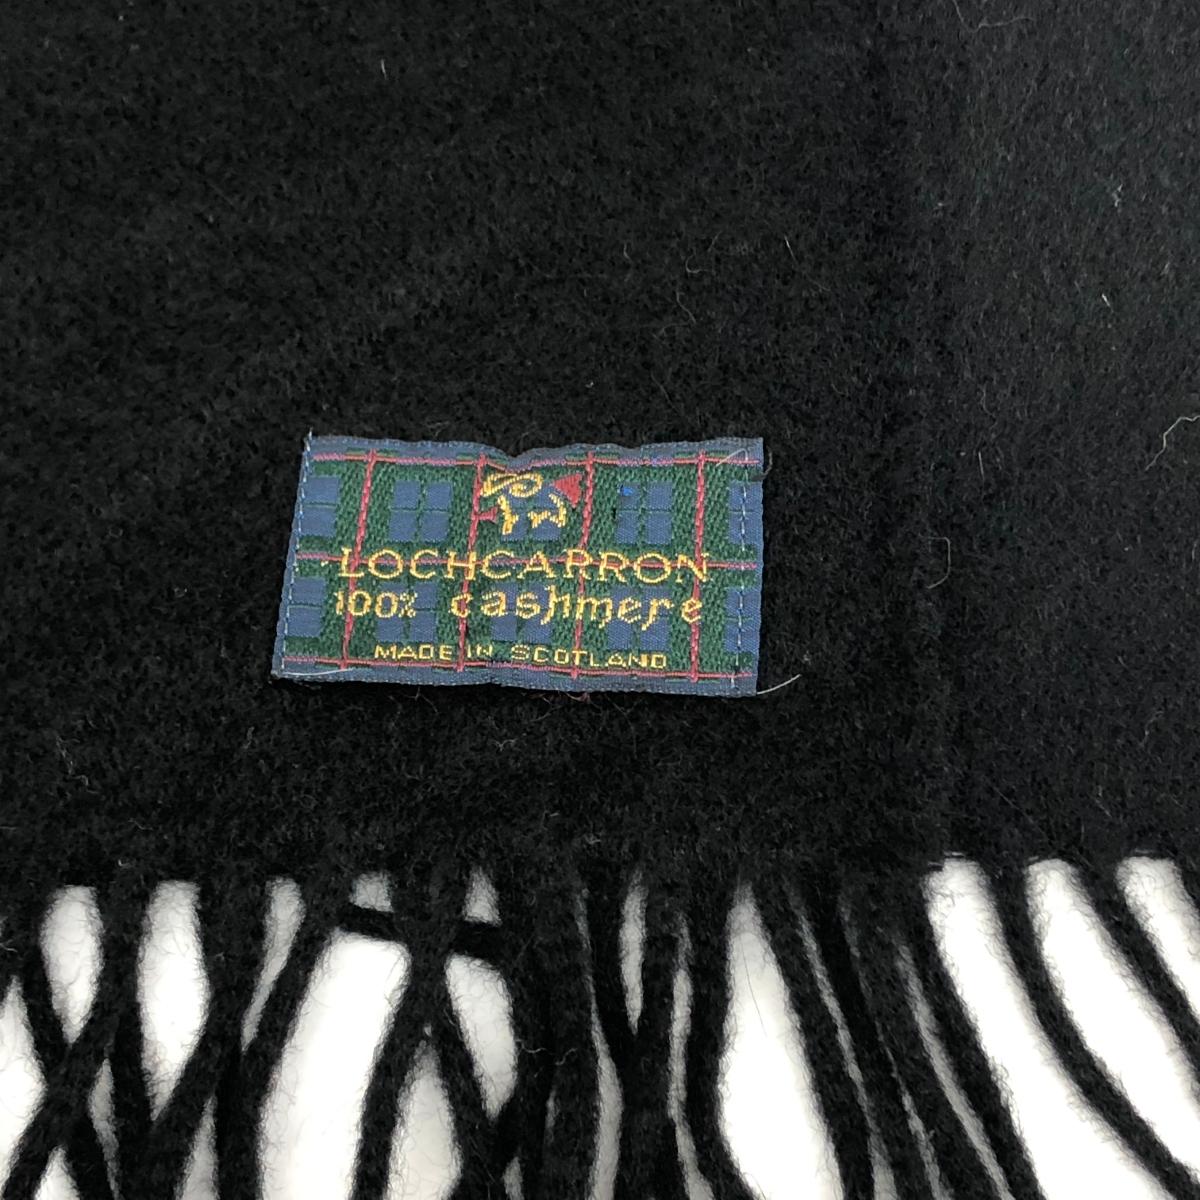 LOCHCARRON
100% cashmere
MADE IN SCOTLAND